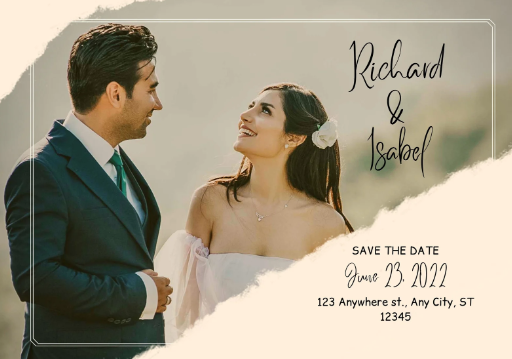 Richard
&
Isabel
SAVE THE DATE
June 23, 2022
123 Anywhere st., Any City, ST
12345